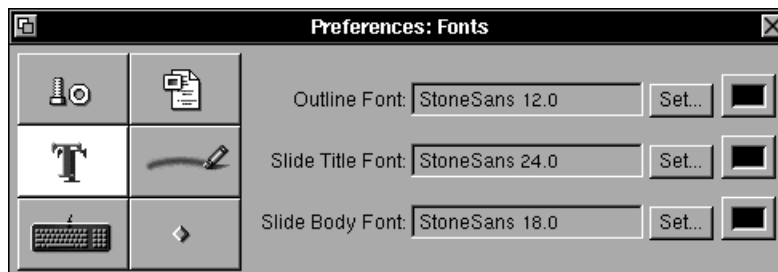 Preferences: Fonts
Outline Font: StoneSans 12.0 Set...
T
Slide Title Font: StoneSans 24.0 Set...
Slide Body Font: StoneSans 18.0 Set...